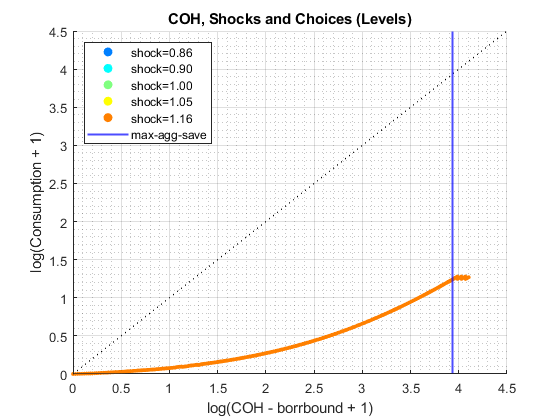 COH, Shocks and Choices (Levels)
4.5
4
3.5
3
2.5
2
1.5
1
0.5
0
log(Consumption + 1)
shock=0.86
shock=0.90
shock=1.00
shock=1.05
shock=1.16
max-agg-save
0 0.5 1 1.5 2 2.5 3 3.5 4 4.5
log(COH - borrbound + 1)